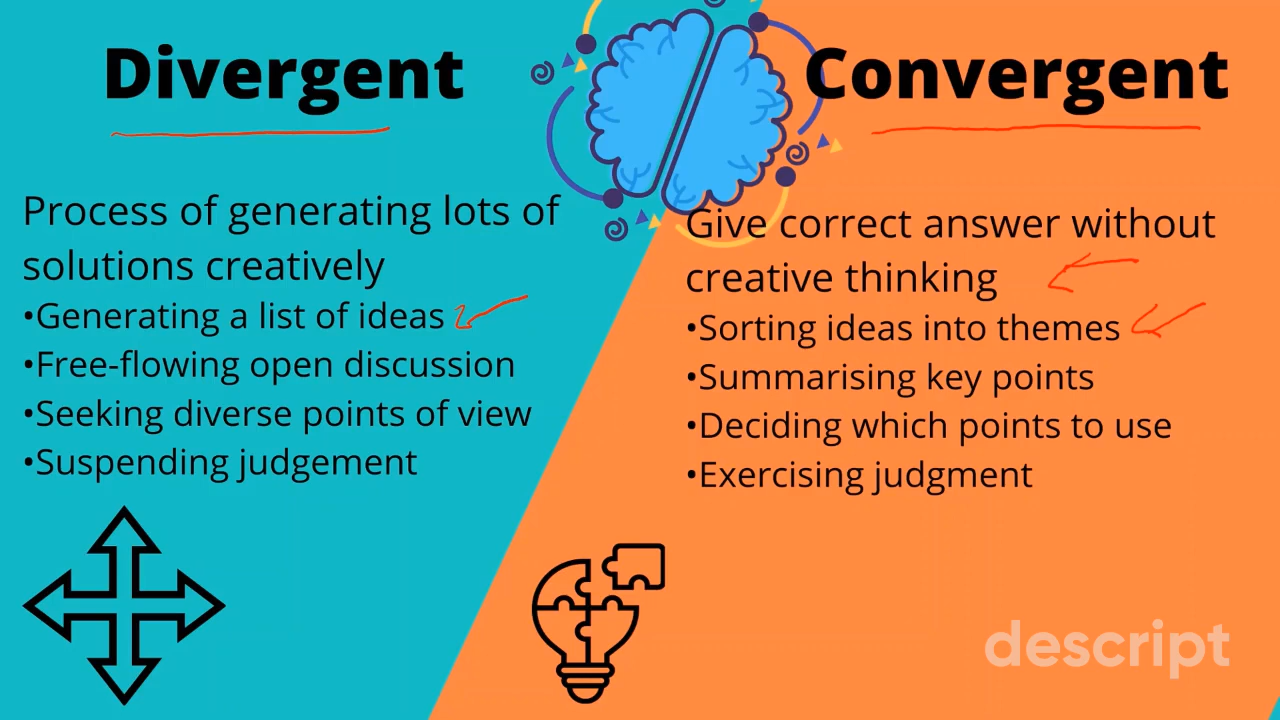 Divergent
Process of generating lots of
solutions creatively
•Generating a list of ideas
•Free-flowing open discussion
•Seeking diverse points of view
•Suspending judgement
Convergent
Give correct answer without
creative thinking
•Sorting ideas into themes
•Summarising key points
•Deciding which points to use
•Exercising judgment
descript